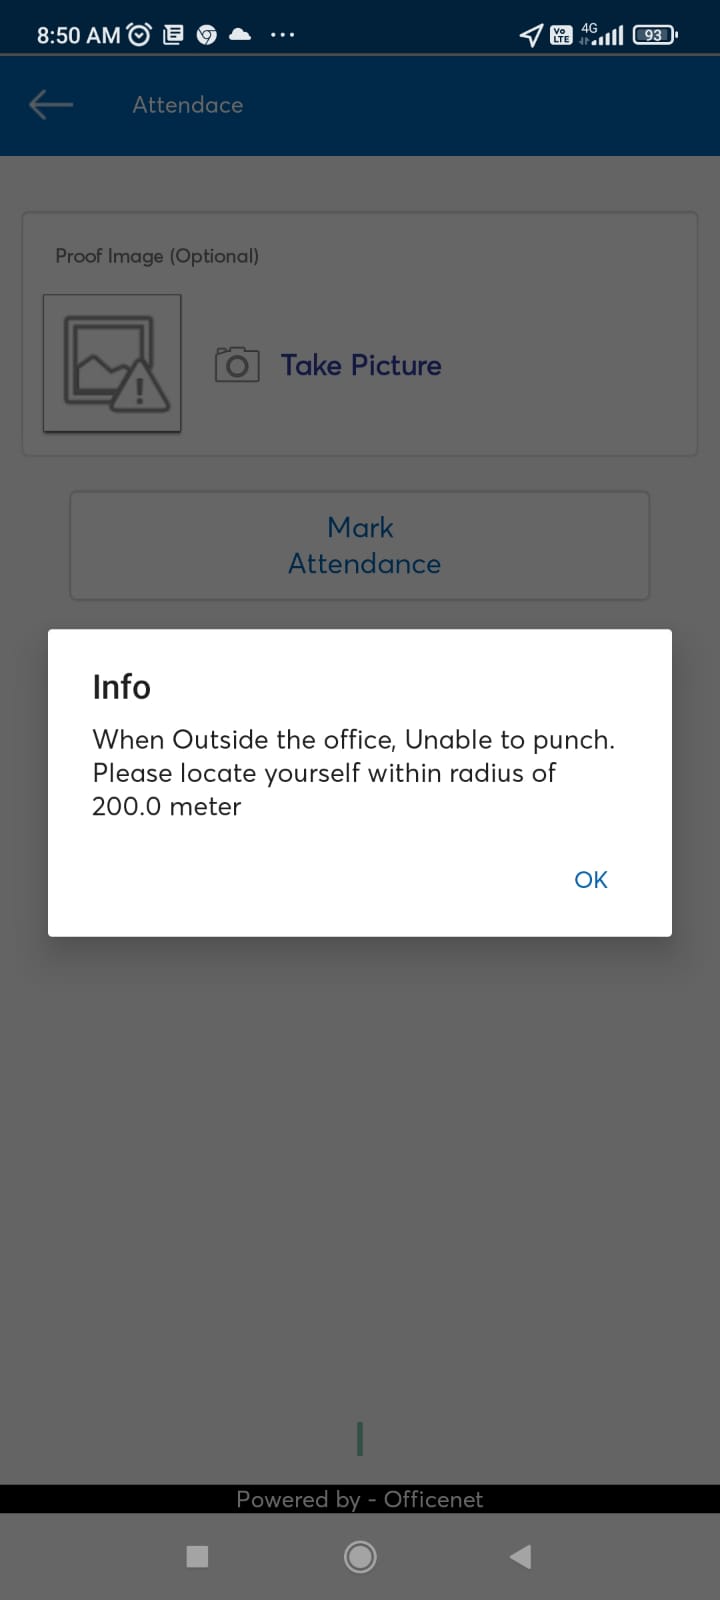 8:50 AM
Vo LTE
4G
93
Attendace
Proof Image (Optional)
Take Picture
Mark
Attendance
Info
When Outside the office, Unable to punch.
Please locate yourself within radius of
200.0 meter
OK
Powered by - Officenet